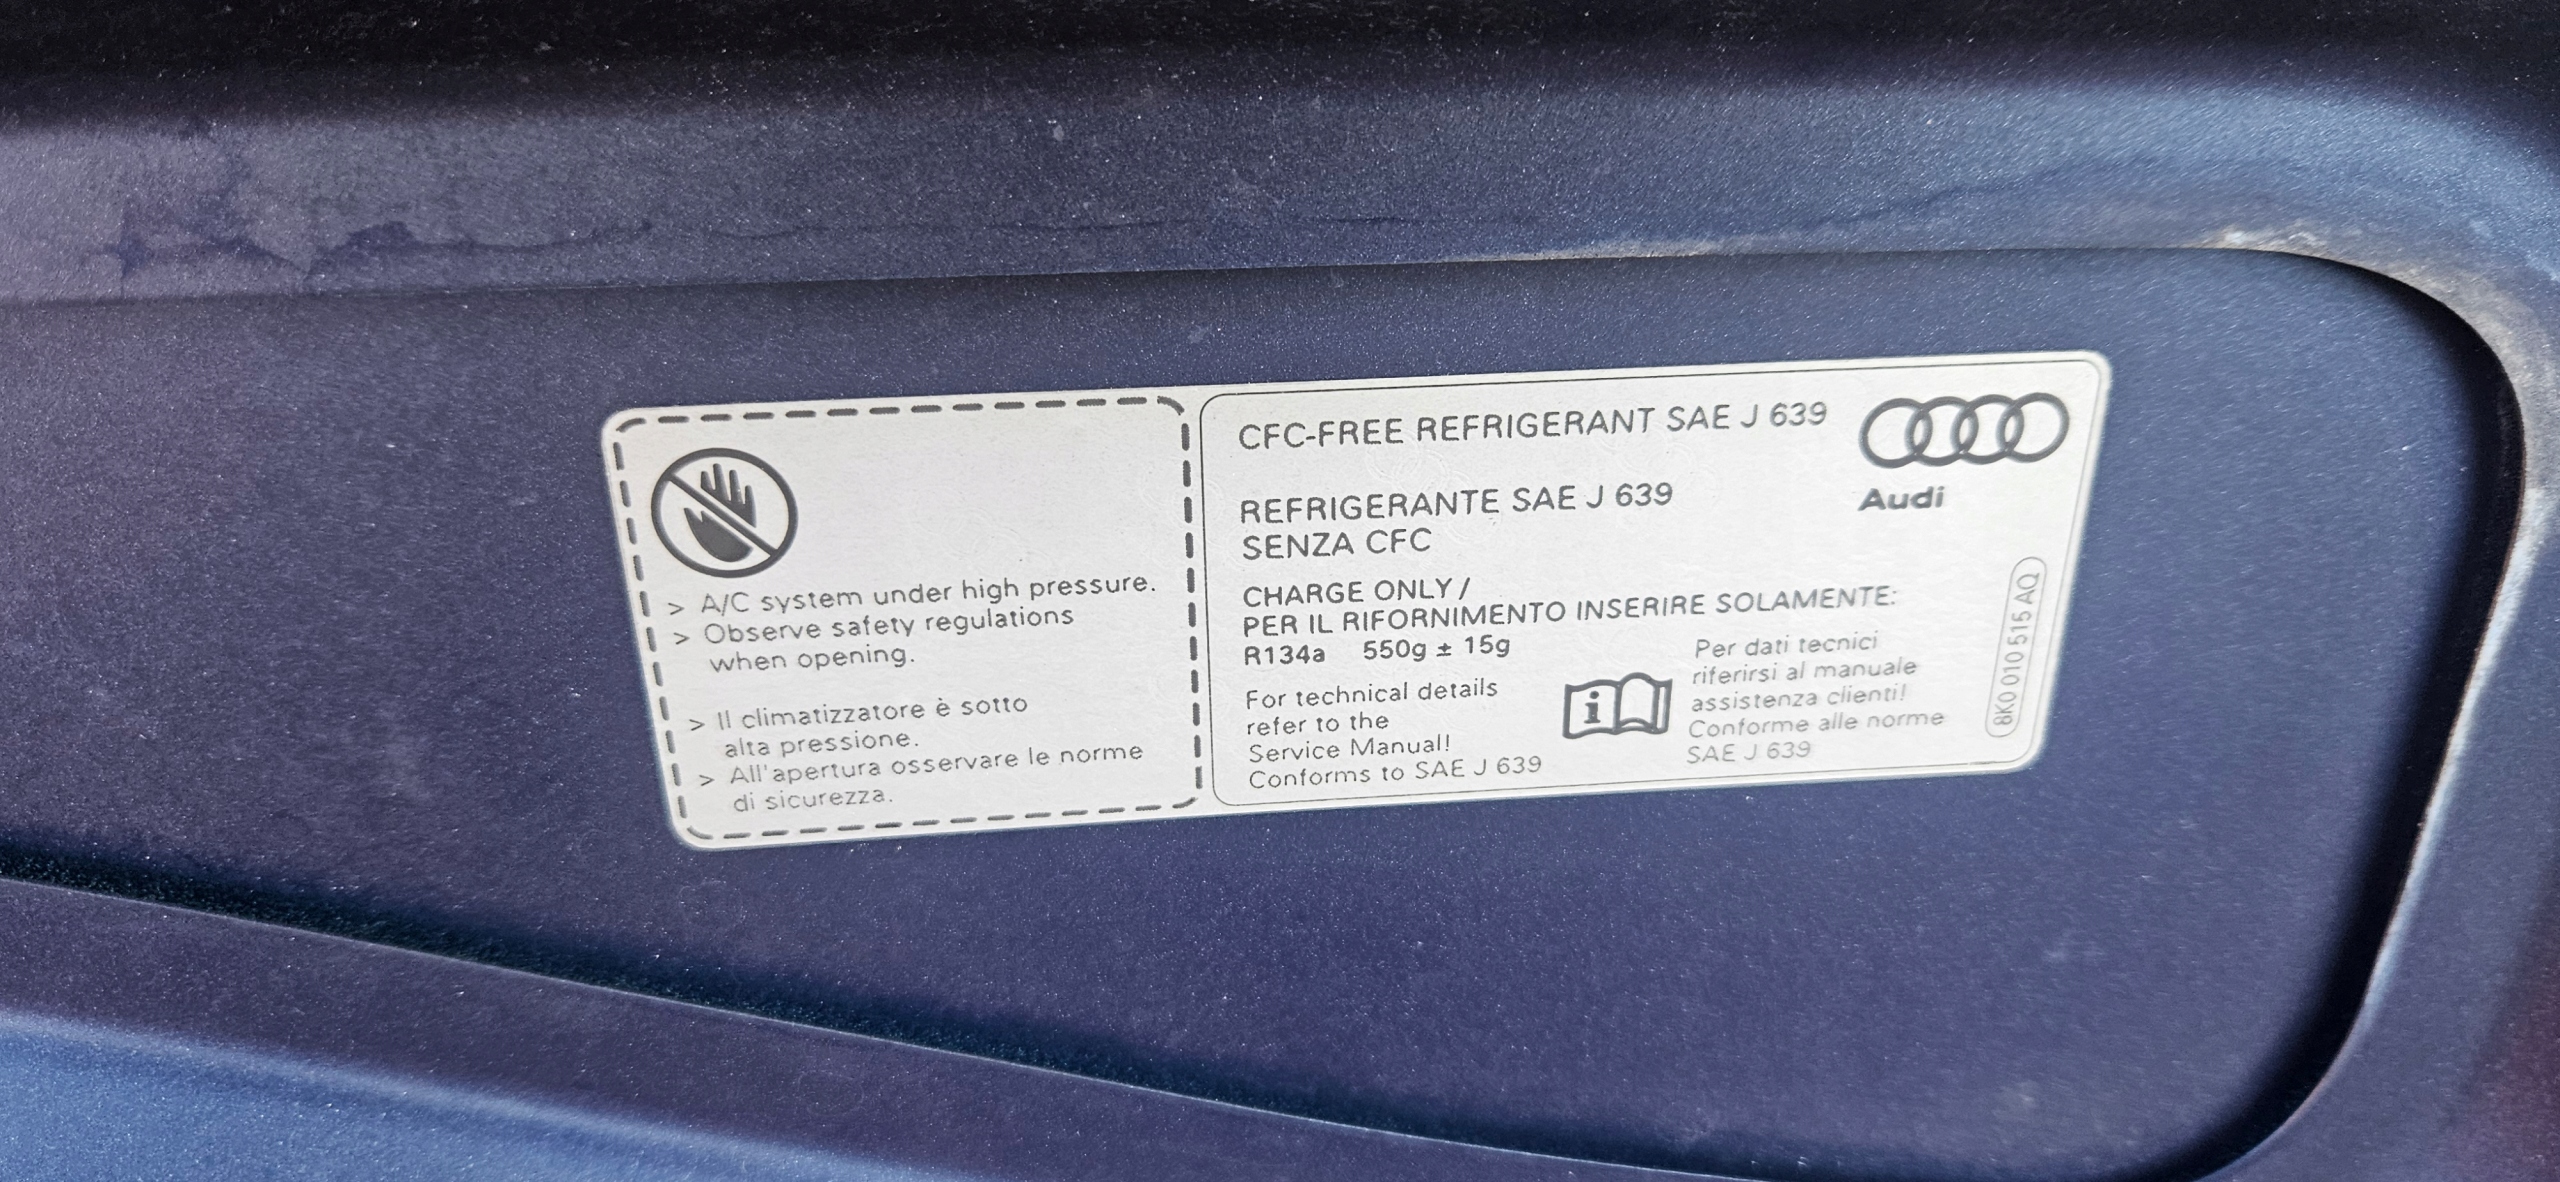 > A/C system under high pressure.
> Observe safety regulations
when opening.
> Il climatizzatore è sotto
alta pressione.
> All'apertura osservare le norme
di sicurezza.
CFC-FREE REFRIGERANT SAE J 639
Audi
REFRIGERANTE SAE J 639
SENZA CFC
CHARGE ONLY /
PER IL RIFORNIMENTO INSERIRE SOLAMENTE:
R134a 550g ± 15g
For technical details
refer to the
Service Manual!
Conforms to SAE J 639
i
Per dati tecnici
riferirsi al manuale
assistenza clienti!
Conforme alle norme
SAE J 639
8K0 010 515 AQ